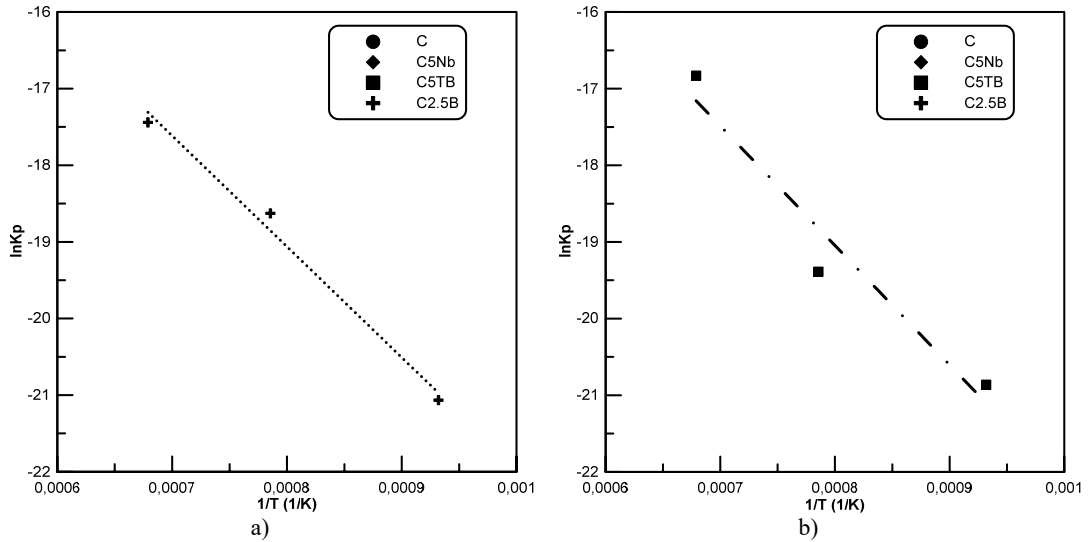 -16
-17
-18
-19
-20
-21
-22
lnKp
C
C5Nb
C5TB
C2.5B
0,0006
0,0007
0,0008
0,0009
0,001
1/T (1/K)
a)
-16
-17
-18
-19
-20
-21
-22
lnKp
C
C5Nb
C5TB
C2.5B
0,0006
0,0007
0,0008
0,0009
0,001
1/T (1/K)
b)